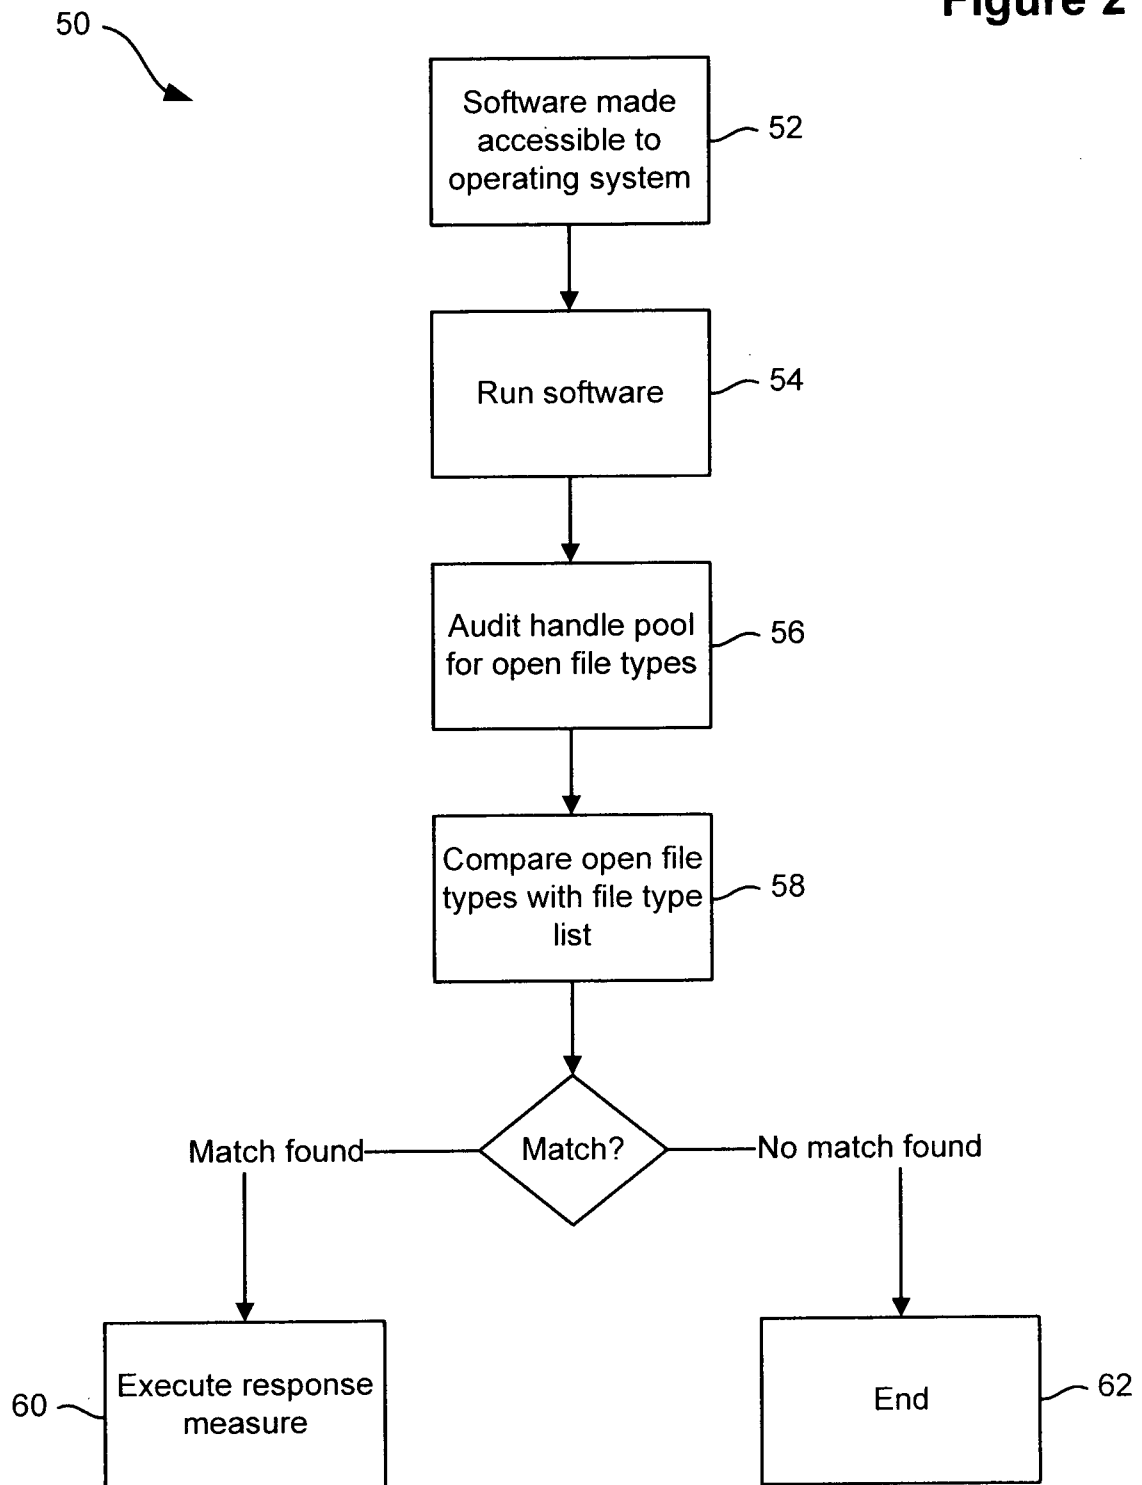 Figure 2
50
Software made
accessible to
operating system
52
Run software
54
Audit handle pool
for open file types
56
Compare open file
types with file type
list
58
Match found
Match?
No match found
Execute response
measure
60
End
62